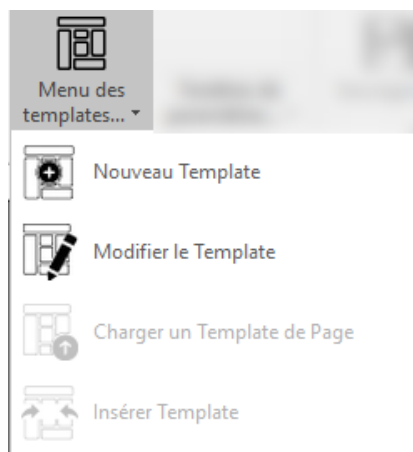 Menu des
templates...
Nouveau Template
Modifier le Template
Charger un Template de Page
Insérer Template